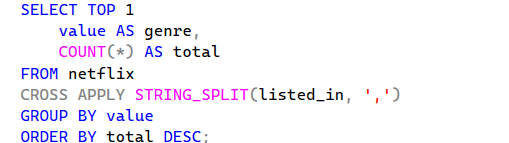 SELECT TOP 1
    value AS genre,
    COUNT(*) AS total
FROM netflix
CROSS APPLY STRING_SPLIT(listed_in, ',')
GROUP BY value
ORDER BY total DESC;